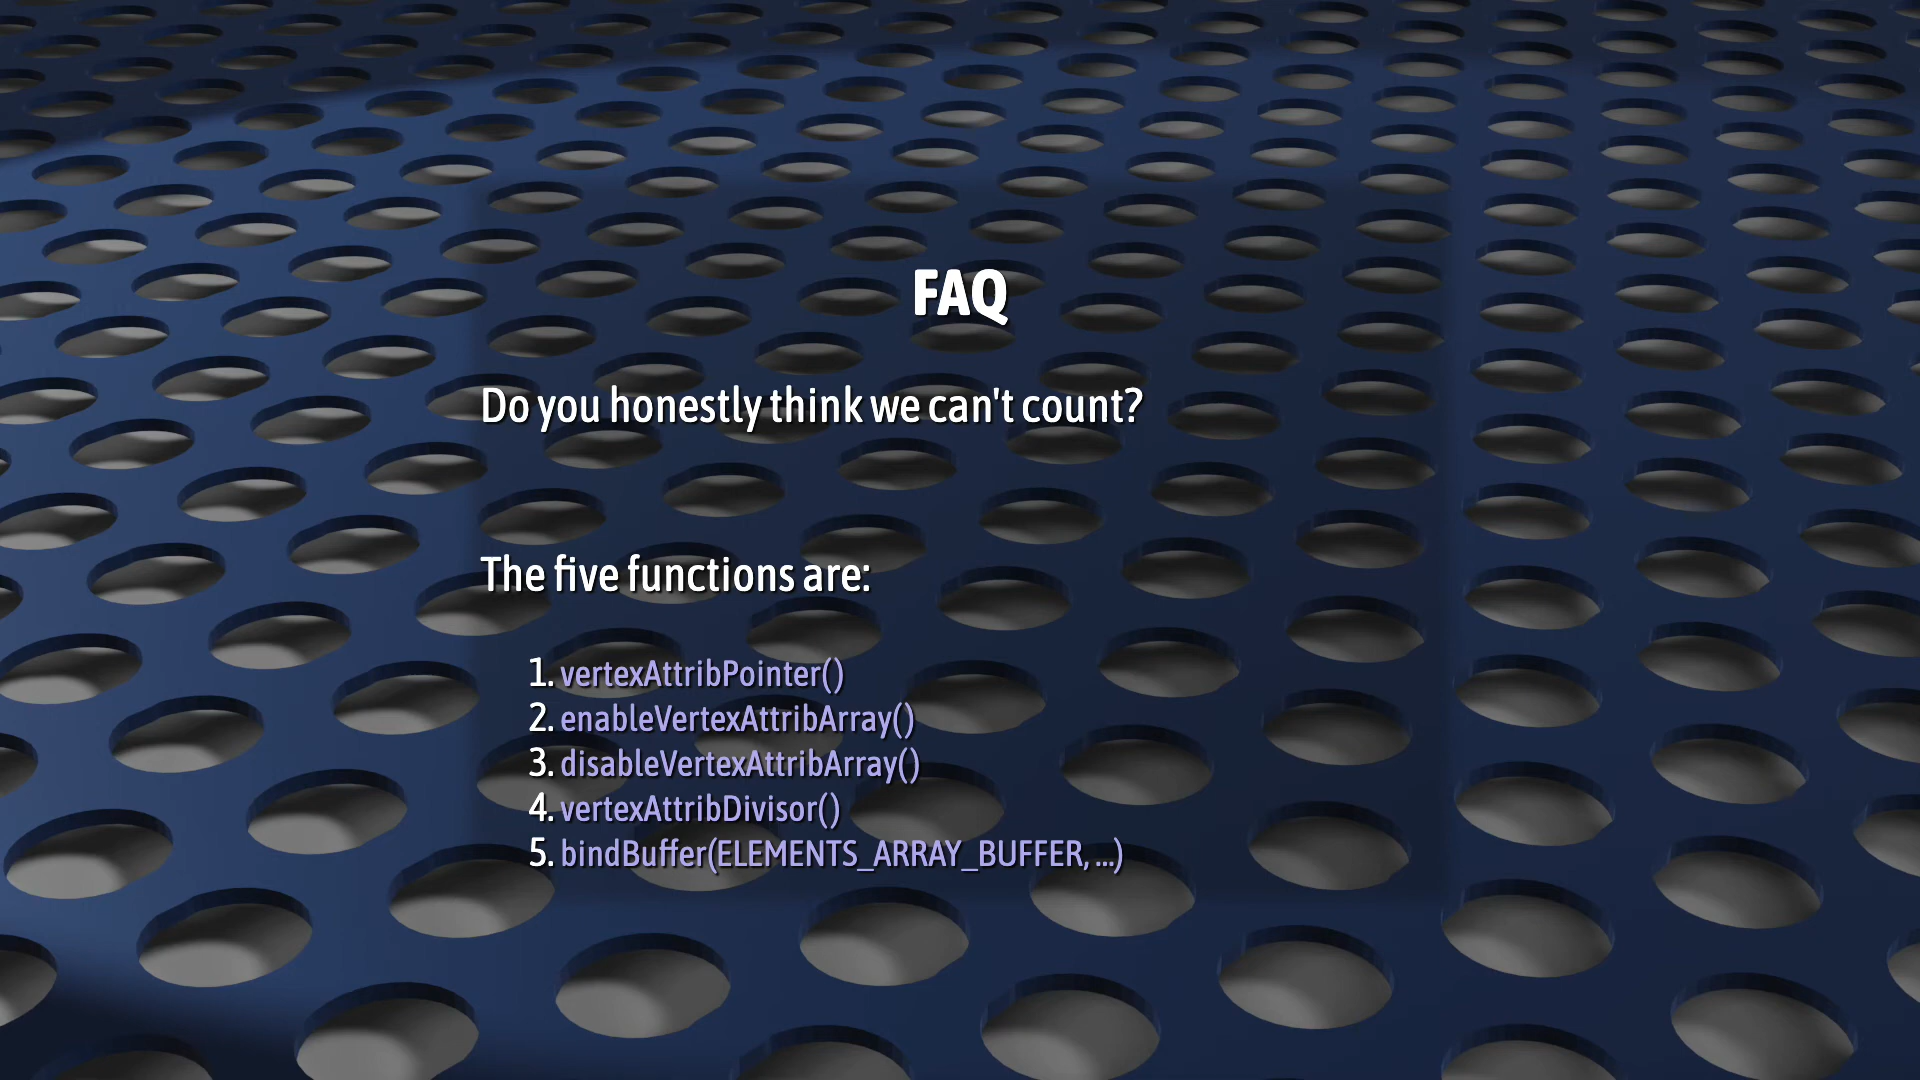 FAQ
Do you honestly think we can't count?
The five functions are:
1. vertexAttribPointer()
2. enableVertexAttribArray()
3. disableVertexAttribArray()
4. vertexAttribDivisor()
5. bindBuffer(ELEMENTS_ARRAY_BUFFER, ...)